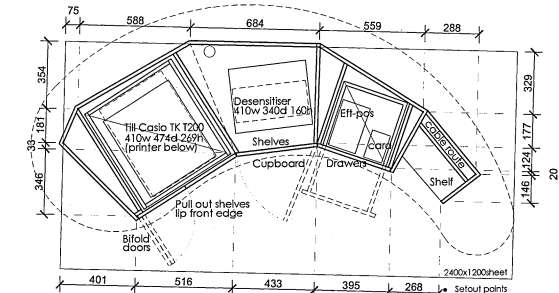 75
588
684
559
288
354
181
33
346
329
177
124
146
20
Desensitiser
410w 340d 160h
Eft-pos
Till-Casio TK T200
410w 474d 269h
(printer below)
card
cable route
Shelves
Cupboard
Drawers
Shelf
Pull out shelves
lip front edge
Bifold
doors
2400x1200sheet
401
516
433
395
268
Setout points